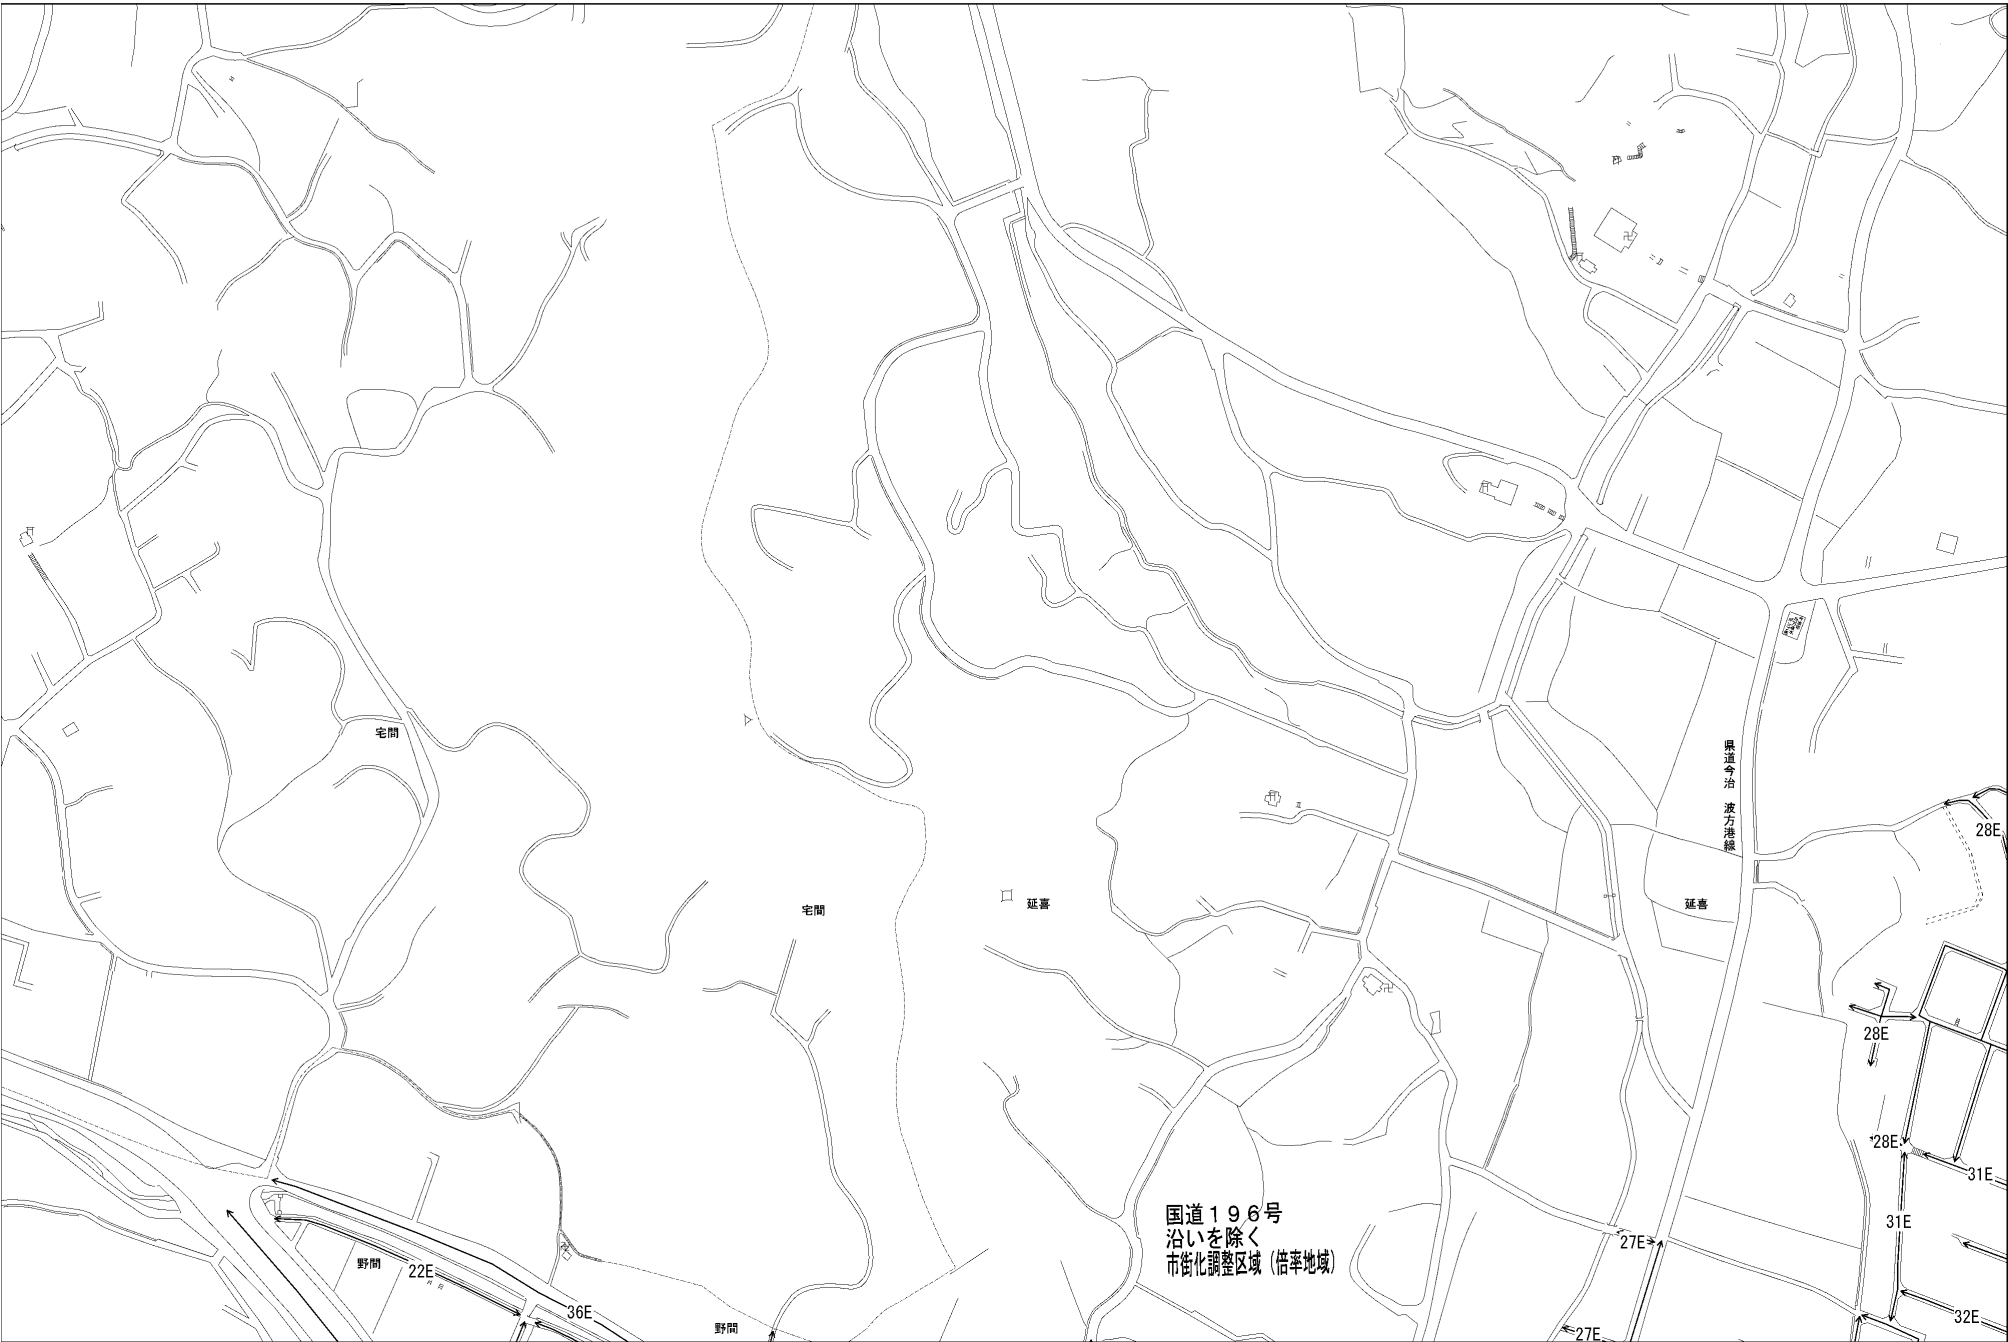 宅間
県道今治 波方港線
28E
宅間
延喜
延喜
28E
28E
31E
国道196号
沿いを除く
市街化調整区域(倍率地域)
31E
27E
野間
22E
36E
野間
27E
32E